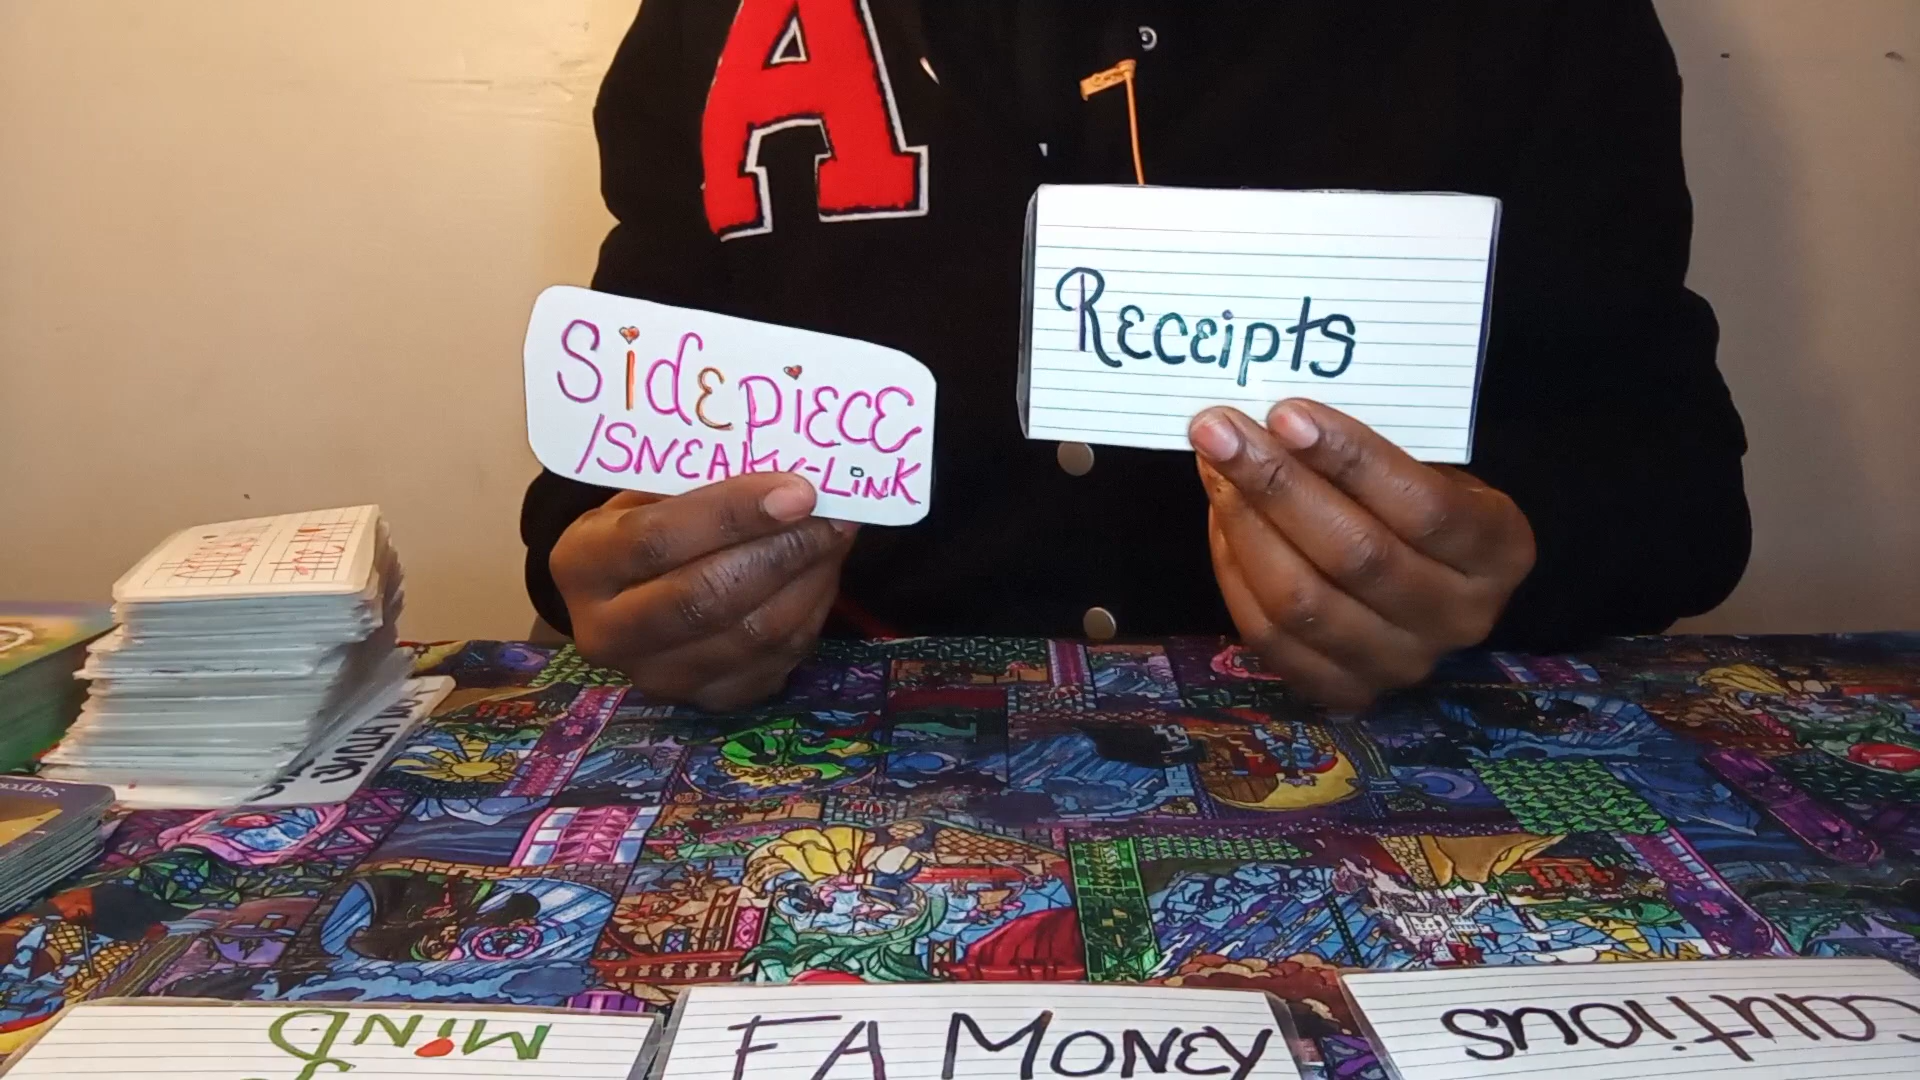 A
Sidepiece
/SNEAKY-LiNK
Receipts
MiND
FA MONEY
CAUTIOUS